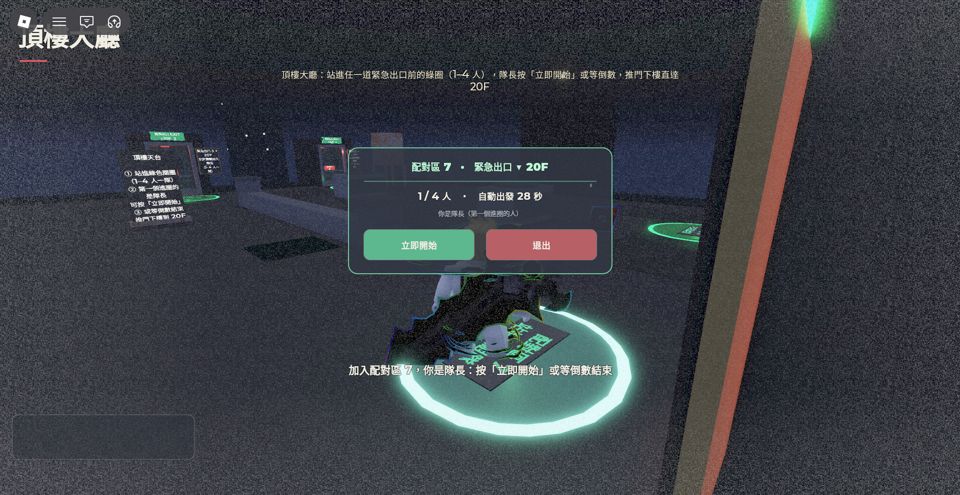 頂樓大廳
頂樓大廳：站進任一道緊急出口前的綠圈（1–4 人），隊長按「立即開始」或等倒數，推門下樓直達
20F
配對區 7 • 緊急出口 ▼ 20F
1 / 4 人 • 自動出發 28 秒
你是隊長（第一個進圈的人）
立即開始
退出
頂樓天台
① 站進綠色圈圈
（1–4 人一擇）
② 第一個進圈的
是隊長
可按「立即開始」
③ 或等倒數結束
推門下樓到 20F
加入配對區 7，你是隊長：按「立即開始」或等倒數結束